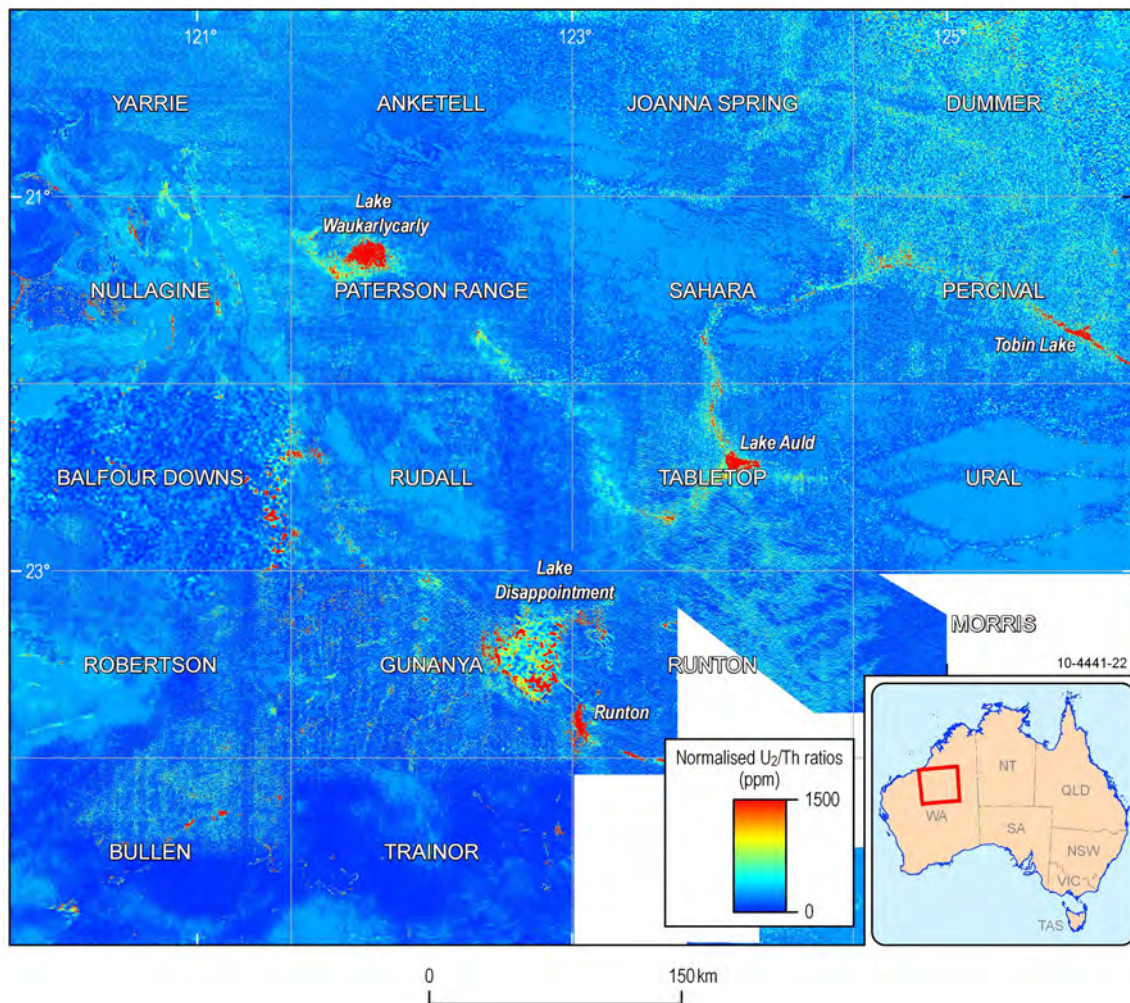 121°
123°
125°
YARRIE
ANKETELL
JOANNA SPRING
DUMMER
21°
Lake
Waukarlycarly
NULLAGINE
PATERSON RANGE
SAHARA
PERCIVAL
Tobin Lake
Lake Auld
BALFOUR DOWNS
RUDALL
TABLETOP
URAL
23°
Lake
Disappointment
MORRIS
ROBERTSON
GUNANYA
RUNTON
10-4441-22
Runton
Normalised U2/Th ratios
(ppm)
1500
0
BULLEN
TRAINOR
NT
QLD
WA
SA
NSW
VIC
TAS
0
150 km